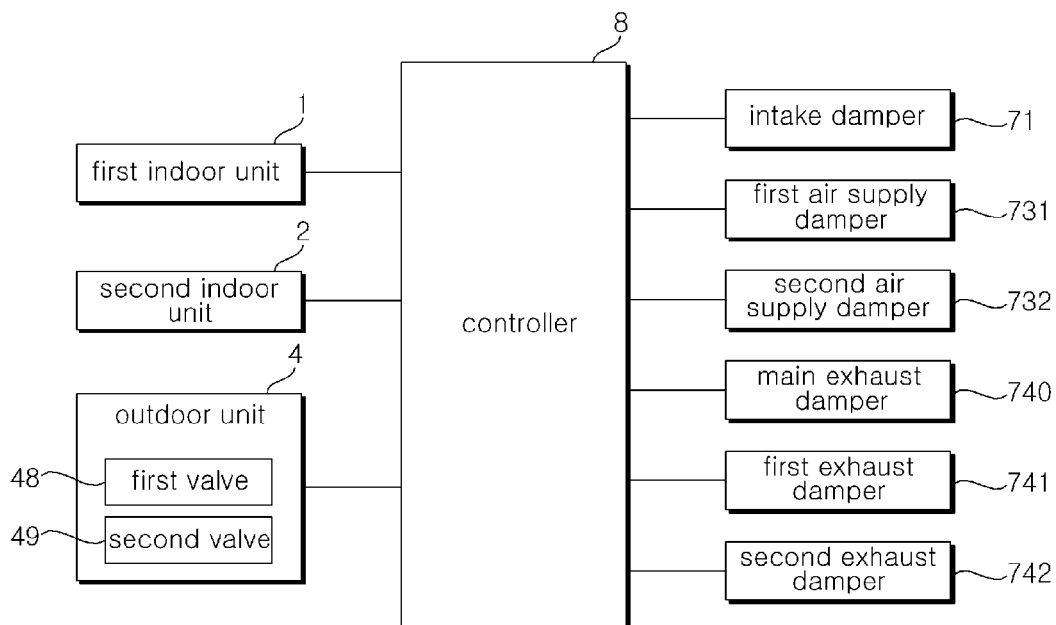 8
1
first indoor unit
2
second indoor
unit
4
outdoor unit
48
first valve
49
second valve
controller
intake damper
71
first air supply
damper
731
second air
supply damper
732
main exhaust
damper
740
first exhaust
damper
741
second exhaust
damper
742